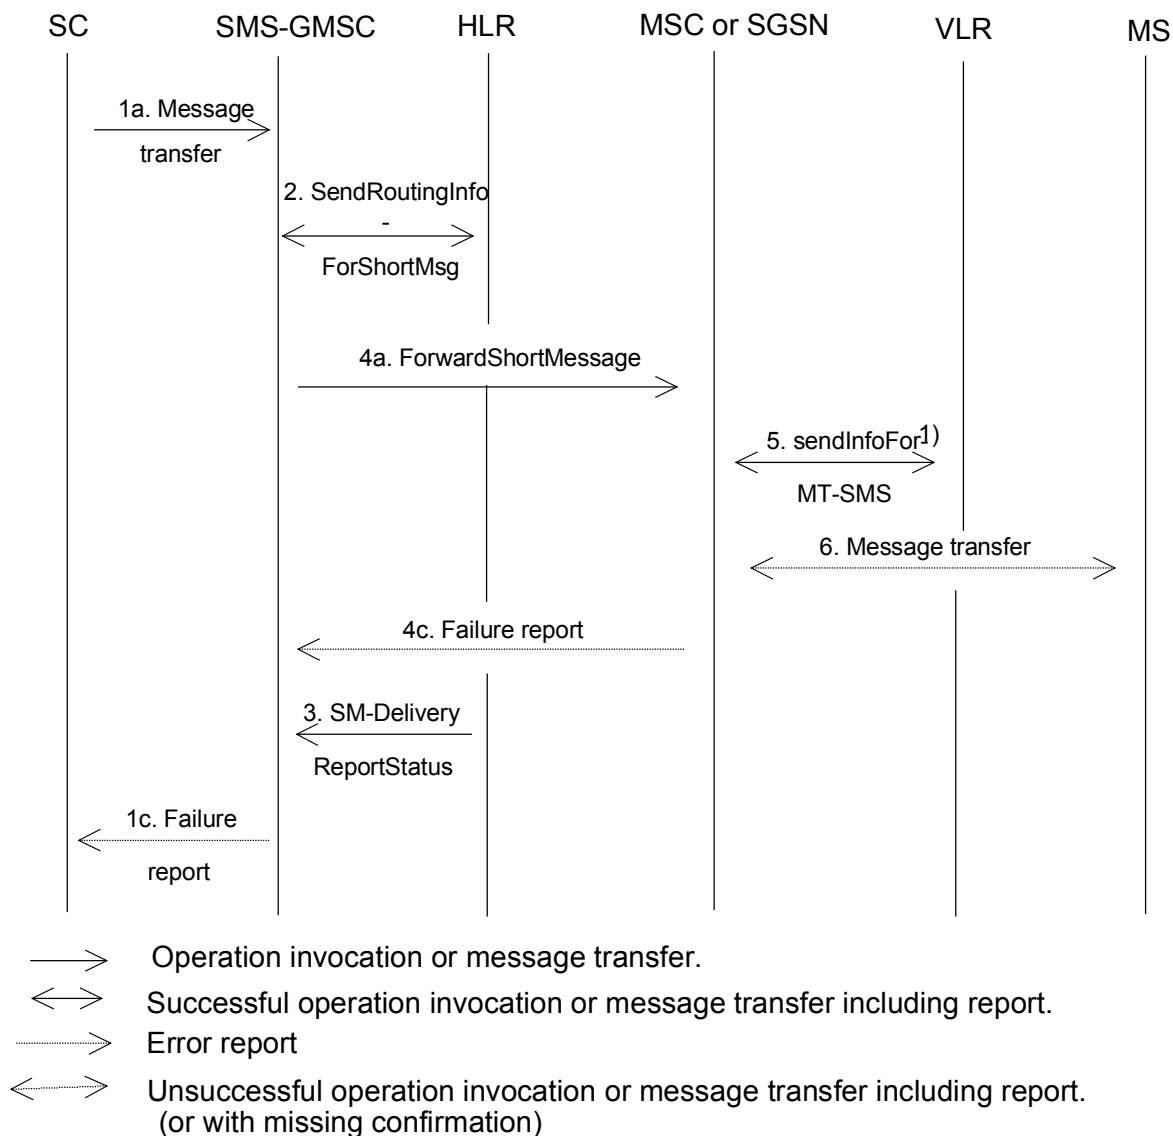 SC SMS-GMSC HLR MSC or SGSN VLR MS
1a. Message
transfer
2. SendRoutingInfo
-
ForShortMsg
4a. ForwardShortMessage
5. sendInfoFor-1)
MT-SMS
6. Message transfer
4c. Failure report
3. SM-Delivery
ReportStatus
1c. Failure
report
Operation invocation or message transfer.
Successful operation invocation or message transfer including report.
Error report
Unsuccessful operation invocation or message transfer including report.
(or with missing confirmation)